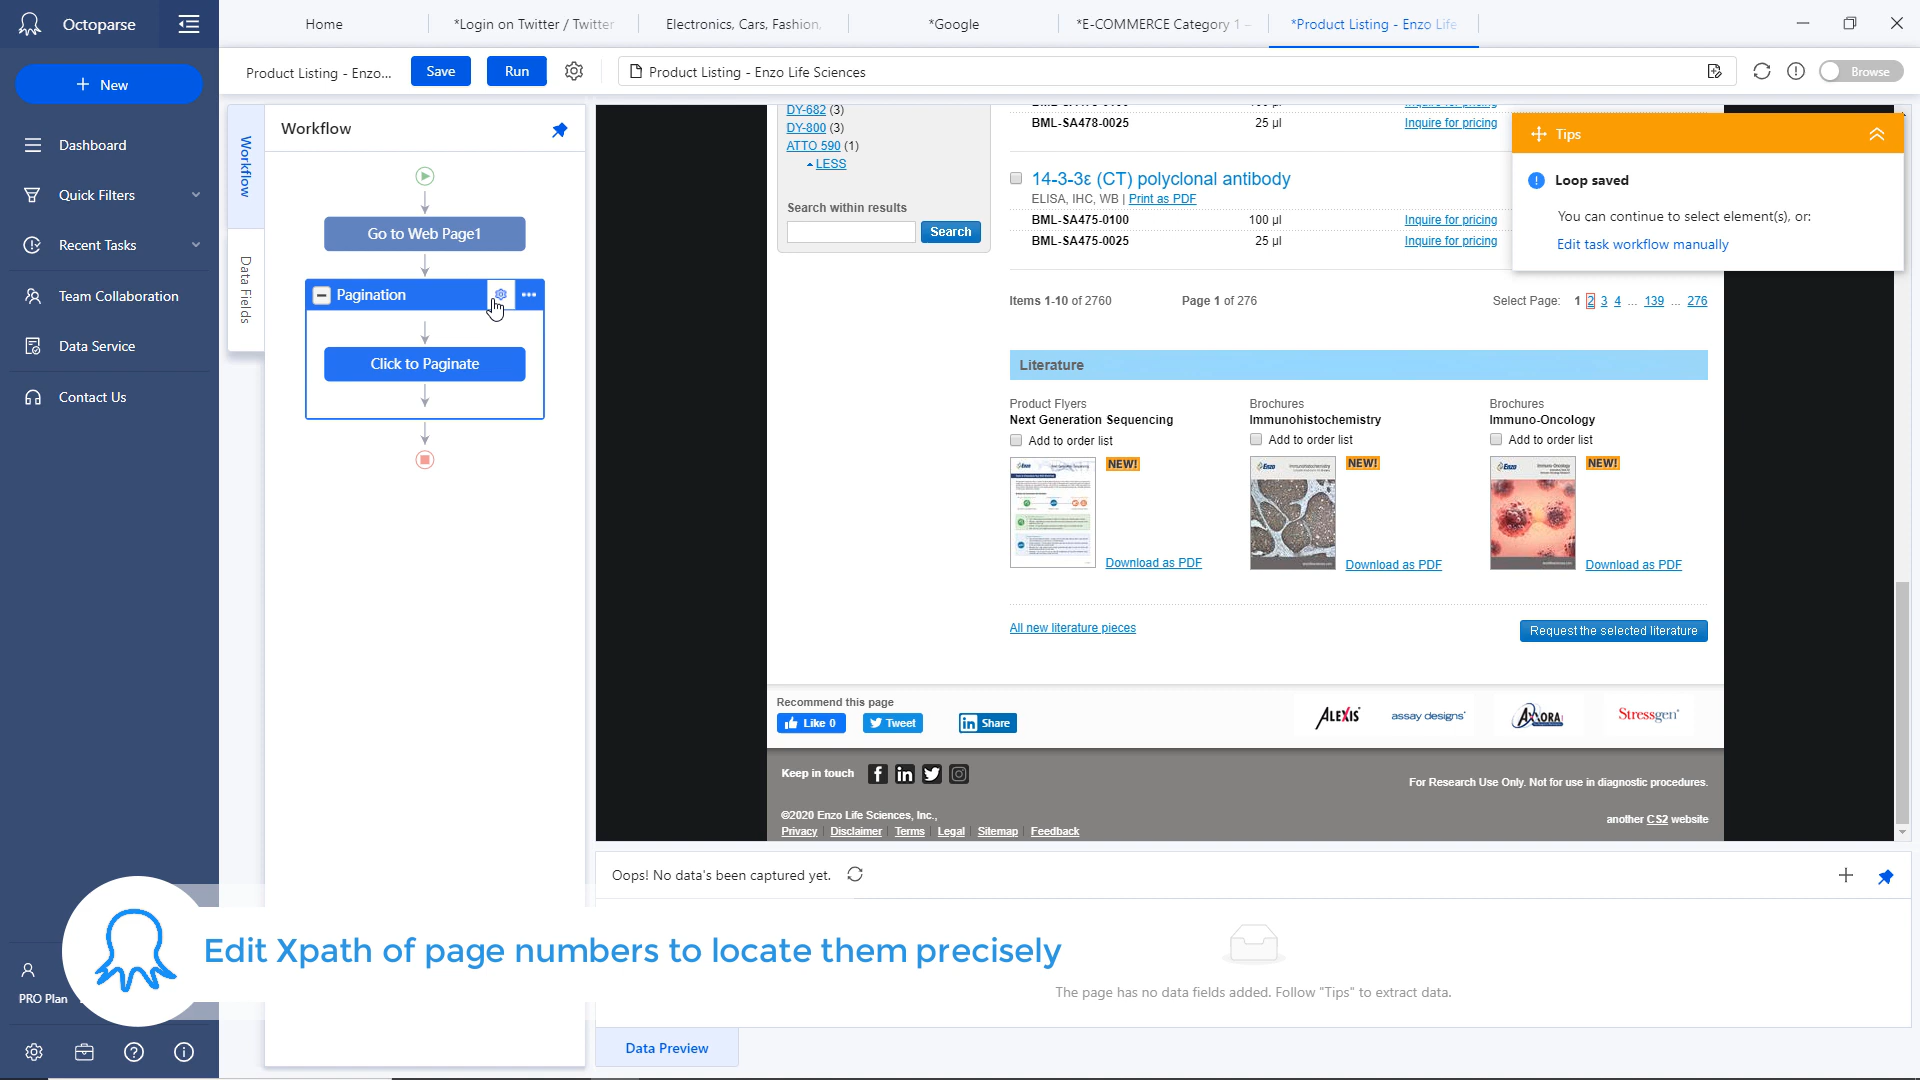 Octoparse
Home
*Login on Twitter / Twitter
Electronics, Cars, Fashion,
*Google
*E-COMMERCE Category 1 –
*Product Listing - Enzo Life
Product Listing - Enzo...
Save
Run
Product Listing - Enzo Life Sciences
Browse
New
Dashboard
Quick Filters
Recent Tasks
Team Collaboration
Data Service
Contact Us
Workflow
Data Fields
Workflow
Go to Web Page1
Pagination
Click to Paginate
DY-682 (3)
DY-800 (3)
ATTO 590 (1)
LESS
Search within results
Search
BML-SA478-0025
25 µl
Inquire for pricing
14-3-3ε (CT) polyclonal antibody
ELISA, IHC, WB | Print as PDF
BML-SA475-0100
100 µl
Inquire for pricing
BML-SA475-0025
25 µl
Inquire for pricing
Items 1-10 of 2760
Page 1 of 276
Select Page: 1 2 3 4 ... 139 ... 276
Tips
Loop saved
You can continue to select element(s), or:
Edit task workflow manually
Literature
Product Flyers
Next Generation Sequencing
Add to order list
NEW!
Download as PDF
Brochures
Immunohistochemistry
Add to order list
NEW!
Download as PDF
Brochures
Immuno-Oncology
Add to order list
NEW!
Download as PDF
All new literature pieces
Request the selected literature
Recommend this page
Like 0
Tweet
in Share
ALEXIS
assay designs
AXXORA
Stressgen
Keep in touch
For Research Use Only. Not for use in diagnostic procedures.
©2020 Enzo Life Sciences, Inc.,
Privacy Disclaimer Terms Legal Sitemap Feedback
another CS2 website
Oops! No data's been captured yet.
Edit Xpath of page numbers to locate them precisely
The page has no data fields added. Follow "Tips" to extract data.
PRO Plan
Data Preview